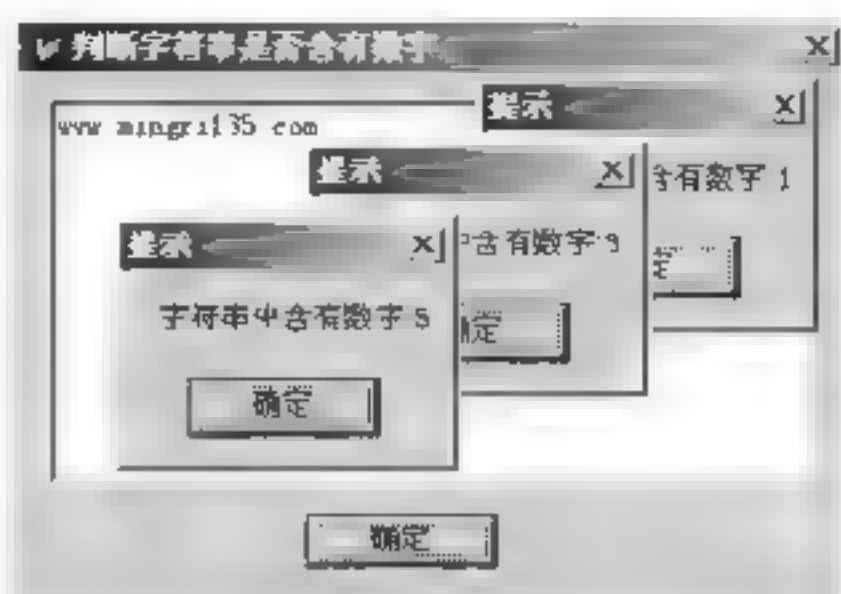 判断字符串是否含有数字
www mingri135 com
提示
含有数字 1
确定
提示
中含有数字 3
确定
提示
字符串中含有数字 5
确定
确定